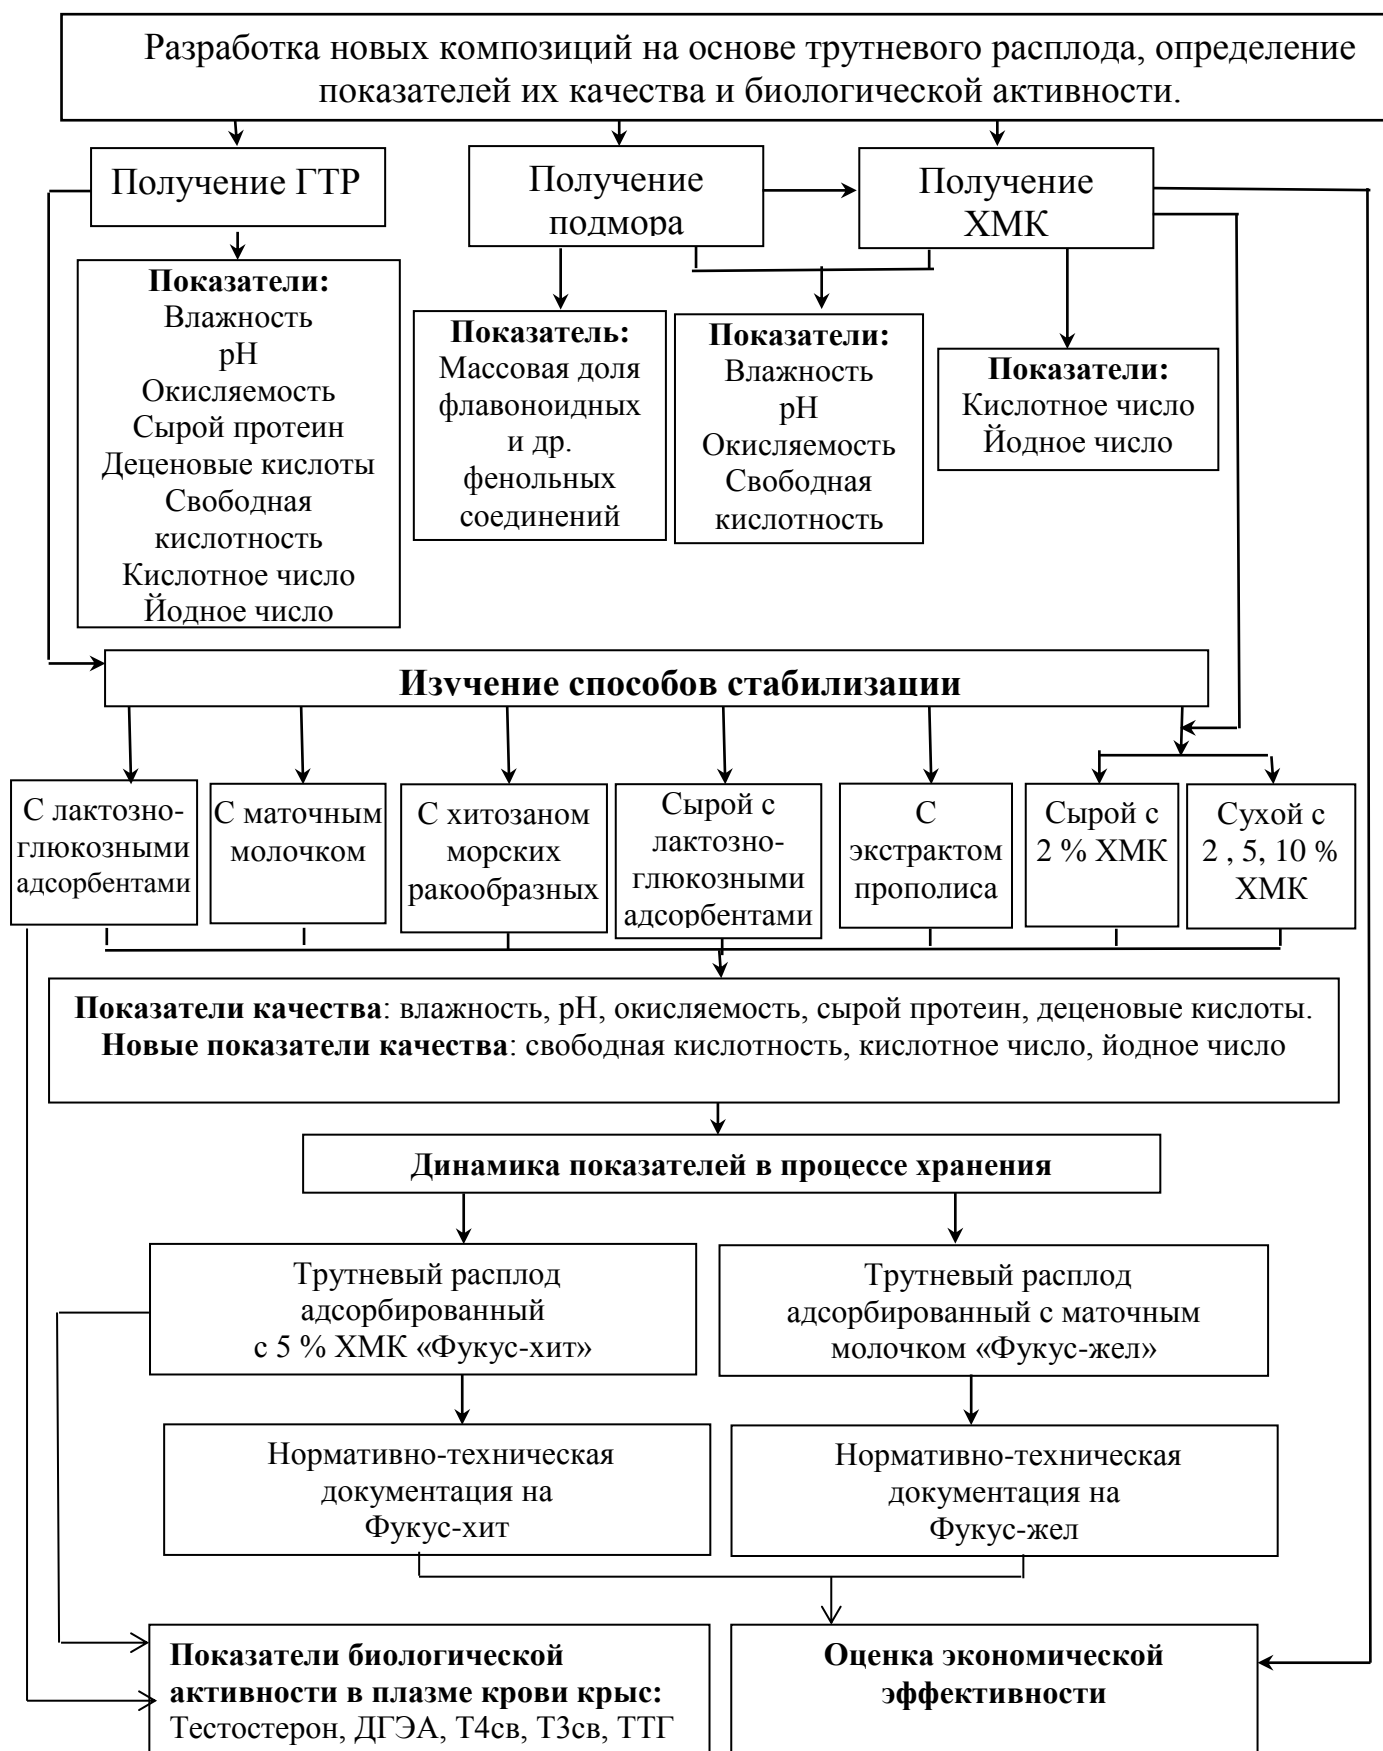 Разработка новых композиций на основе трутневого расплода, определение
показателей их качества и биологической активности.
Получение ГТР
Получение
подмора
Получение
ХМК
Показатели:
Влажность
рН
Окисляемость
Сырой протеин
Деценовые кислоты
Свободная
кислотность
Кислотное число
Йодное число
Показатель:
Массовая доля
флавоноидных
и др.
фенольных
соединений
Показатели:
Влажность
рН
Окисляемость
Свободная
кислотность
Показатели:
Кислотное число
Йодное число
Изучение способов стабилизации
С лактозно-
глюкозными
адсорбентами
С маточным
молочком
С хитозаном
морских
ракообразных
Сырой с
лактозно-
глюкозными
адсорбентами
С
экстрактом
прополиса
Сырой с
2 % ХМК
Сухой с
2 , 5, 10 %
ХМК
Показатели качества: влажность, рН, окисляемость, сырой протеин, деценовые кислоты.
Новые показатели качества: свободная кислотность, кислотное число, йодное число
Динамика показателей в процессе хранения
Трутневый расплод
адсорбированный
с 5 % ХМК «Фукус-хит»
Трутневый расплод
адсорбированный с маточным
молочком «Фукус-жел»
Нормативно-техническая
документация на
Фукус-хит
Нормативно-техническая
документация на
Фукус-жел
Показатели биологической
активности в плазме крови крыс:
Тестостерон, ДГЭА, Т4св, Т3св, ТТГ
Оценка экономической
эффективности